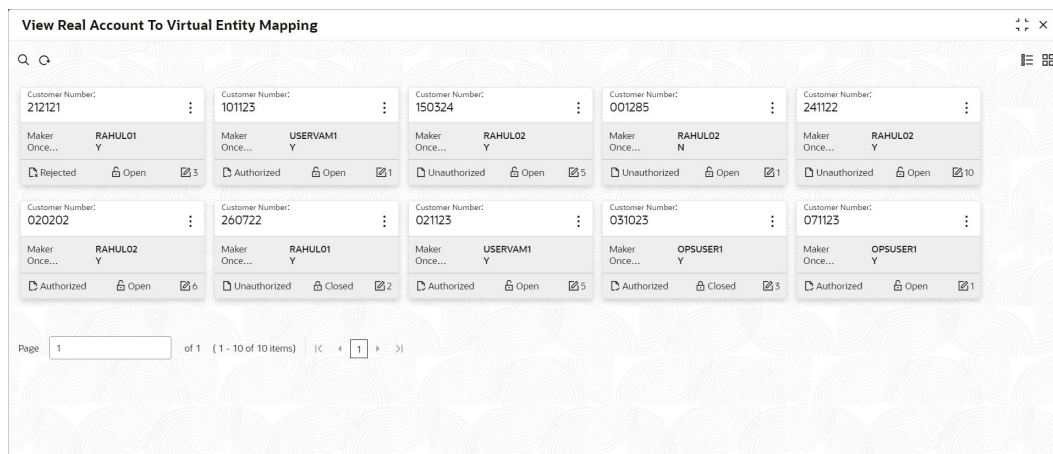 View Real Account To Virtual Entity Mapping
Customer Number: Customer Number: Customer Number: Customer Number: Customer Number:
212121 101123 150324 001285 241122
Maker RAHUL01 Maker USERVAM1 Maker RAHUL02 Maker RAHUL02 Maker RAHUL02
Once... Y Once... Y Once... Y Once... N Once... Y
Rejected Open 3 Authorized Open 1 Unauthorized Open 5 Unauthorized Open 1 Unauthorized Open 10
Customer Number: Customer Number: Customer Number: Customer Number: Customer Number:
020202 260722 021123 031023 071123
Maker RAHUL02 Maker RAHUL01 Maker USERVAM1 Maker OPSUSER1 Maker OPSUSER1
Once... Y Once... Y Once... Y Once... Y Once... Y
Authorized Open 6 Unauthorized Closed 2 Authorized Open 5 Authorized Closed 3 Authorized Open 1
Page 1 of 1 (1 - 10 of 10 items) 1